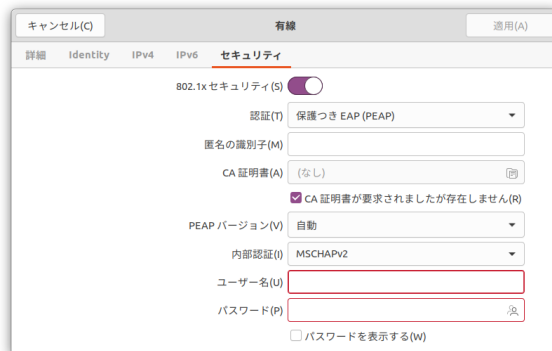 キャンセル(C) 有線 適用(A)
詳細 Identity IPv4 IPv6 セキュリティ
802.1x セキュリティ(S)
認証(T) 保護つき EAP (PEAP)
匿名の識別子(M)
CA 証明書(A) (なし)
CA 証明書が要求されましたが存在しません(R)
PEAP バージョン(V) 自動
内部認証(I) MSCHAPv2
ユーザー名(U)
パスワード(P)
パスワードを表示する(W)